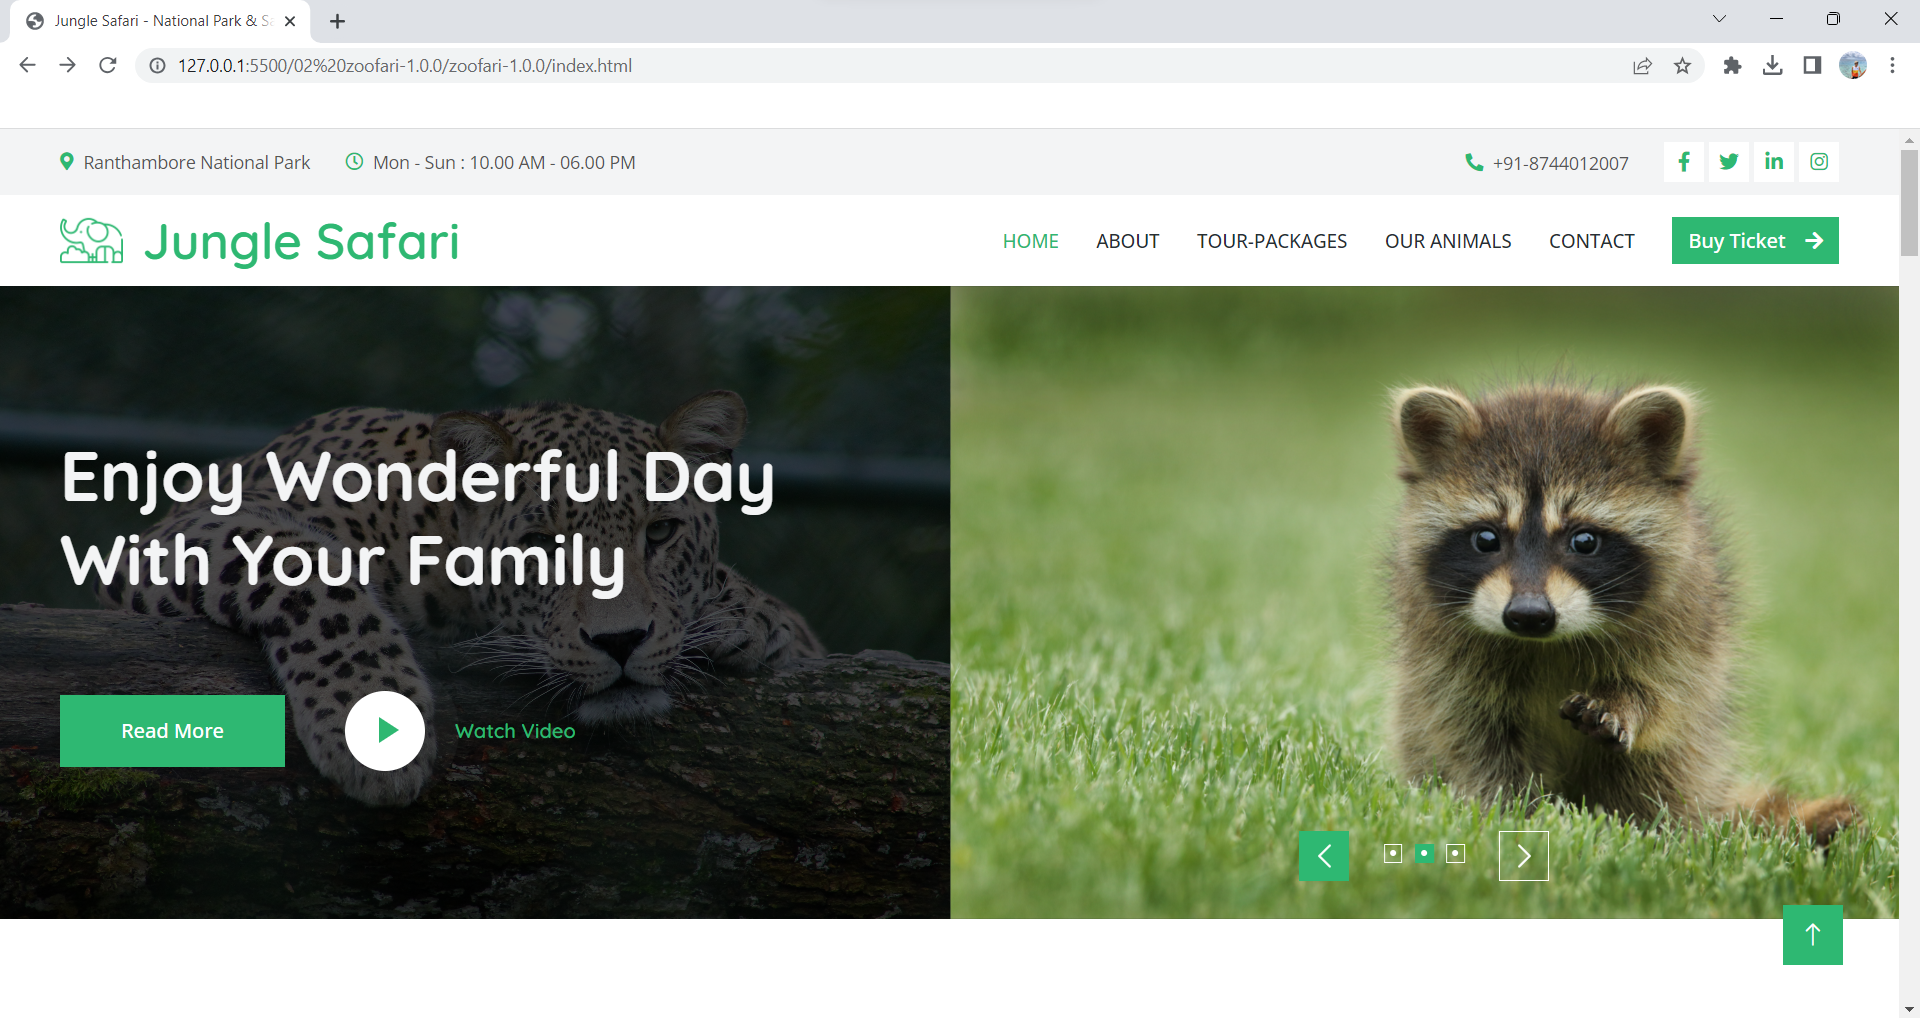 Jungle Safari - National Park & S
127.0.0.1:5500/02%20zoofari-1.0.0/zoofari-1.0.0/index.html
Ranthambore National Park Mon - Sun : 10.00 AM - 06.00 PM +91-8744012007
Jungle Safari HOME ABOUT TOUR-PACKAGES OUR ANIMALS CONTACT Buy Ticket
Enjoy Wonderful Day
With Your Family
Read More Watch Video